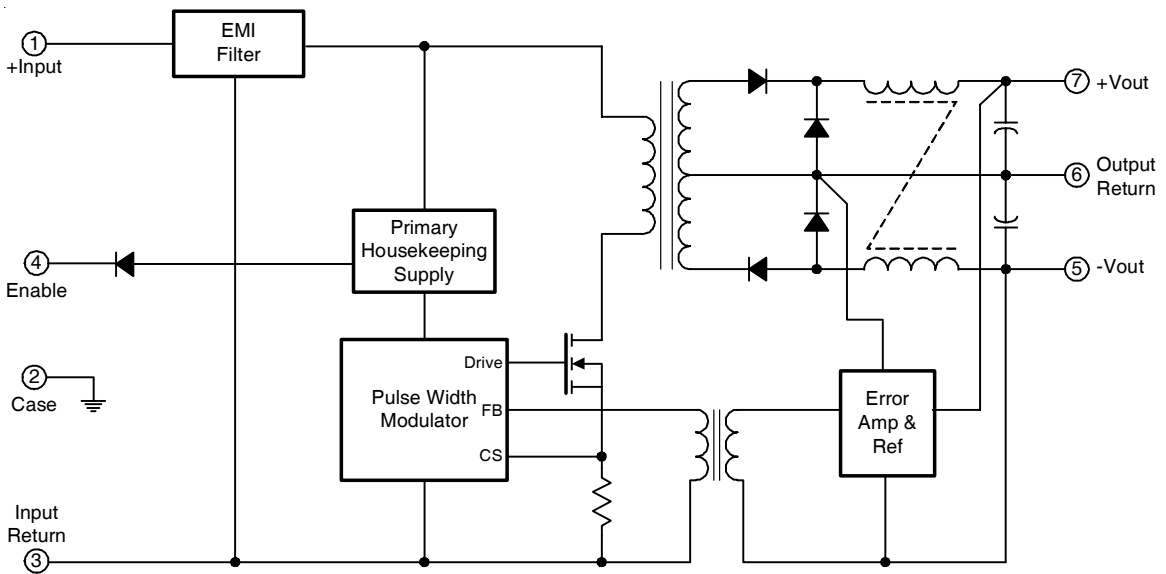 EMI
Filter
1
+Input
7
+Vout
6
Output
Return
Primary
Housekeeping
Supply
4
Enable
5
-Vout
Drive
2
Case
Pulse Width
Modulator
FB
CS
Error
Amp &
Ref
Input
Return
3